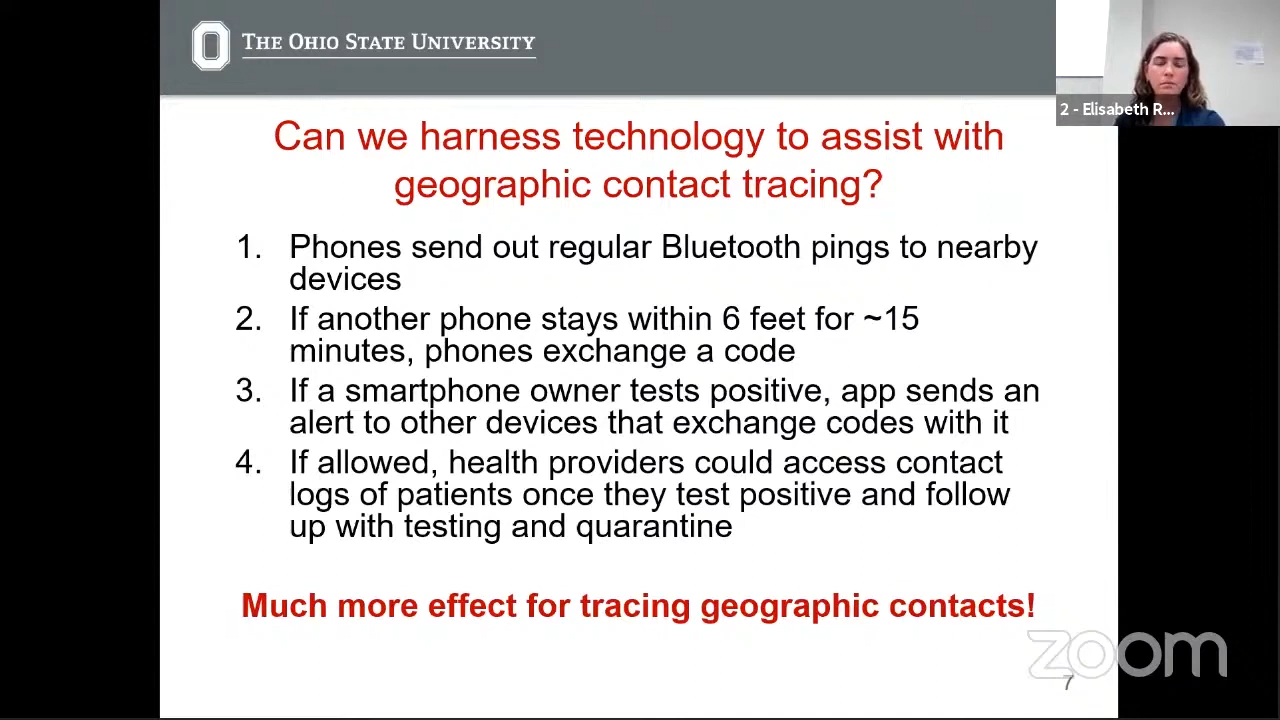 THE OHIO STATE UNIVERSITY
2 - Elisabeth R...
Can we harness technology to assist with
geographic contact tracing?
1. Phones send out regular Bluetooth pings to nearby
devices
2. If another phone stays within 6 feet for ~15
minutes, phones exchange a code
3. If a smartphone owner tests positive, app sends an
alert to other devices that exchange codes with it
4. If allowed, health providers could access contact
logs of patients once they test positive and follow
up with testing and quarantine
Much more effect for tracing geographic contacts!
zoom
7